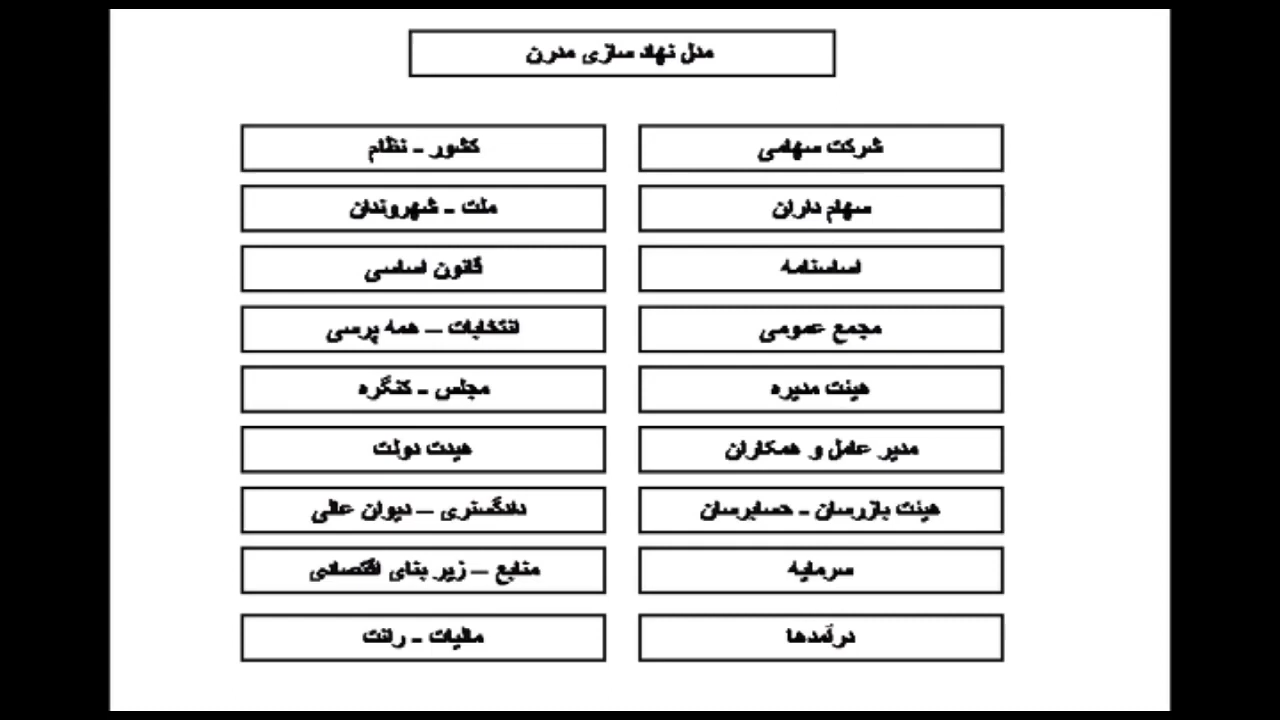 مدل نهاد سازی مدرن
شرکت سهامی
کشور - نظام
سهام داران
ملت - شهروندان
اساسنامه
قانون اساسی
مجمع عمومی
انتخابات – همه پرسی
هیئت مدیره
مجلس - کنگره
مدیر عامل و همکاران
هیئت دولت
هیئت بازرسان - حسابرسان
دادگستری – دیوان عالی
سرمایه
منابع – زیر بنای اقتصادی
درآمدها
مالیات - رانت